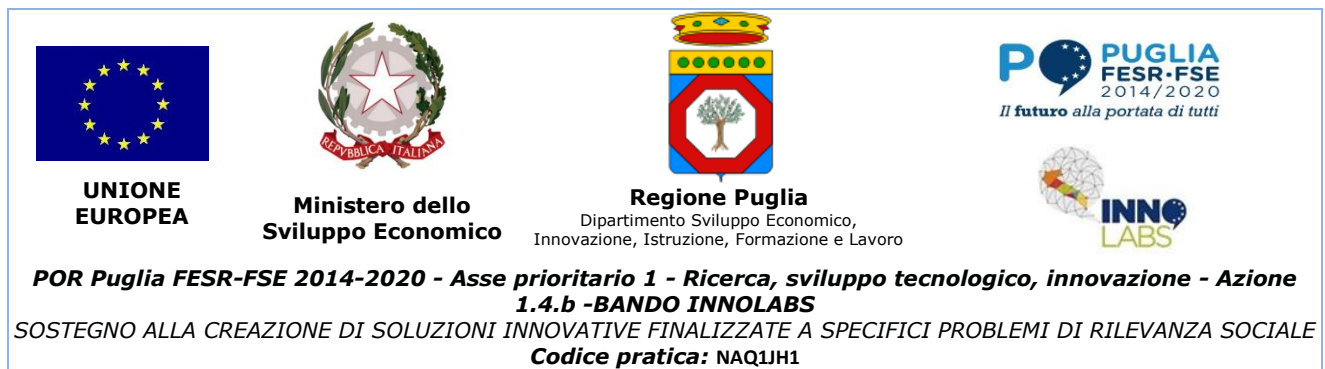 UNIONE
EUROPEA
REPVBBLICA ITALIANA
Ministero dello
Sviluppo Economico
Regione Puglia
Dipartimento Sviluppo Economico,
Innovazione, Istruzione, Formazione e Lavoro
PO PUGLIA
FESR·FSE
2014/2020
Il futuro alla portata di tutti
INNO
LABS
POR Puglia FESR-FSE 2014-2020 - Asse prioritario 1 - Ricerca, sviluppo tecnologico, innovazione - Azione
1.4.b -BANDO INNOLABS
SOSTEGNO ALLA CREAZIONE DI SOLUZIONI INNOVATIVE FINALIZZATE A SPECIFICI PROBLEMI DI RILEVANZA SOCIALE
Codice pratica: NAQ1JH1